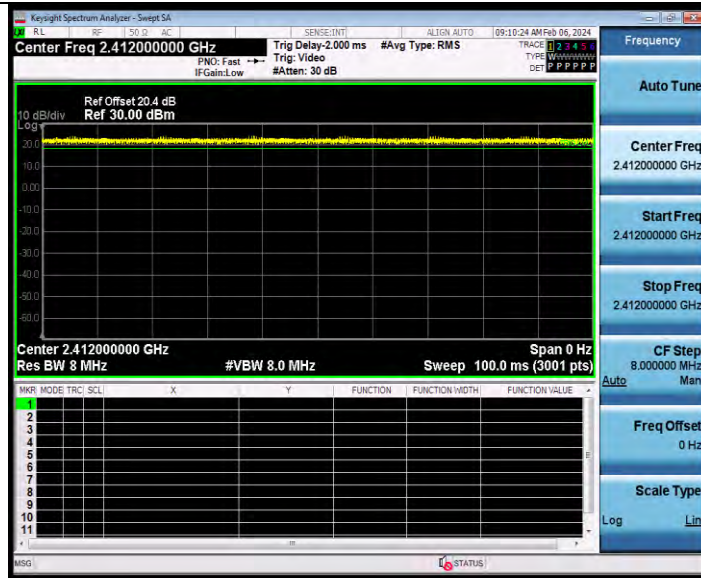 Keysight Spectrum Analyzer - Swept SA
RL RF 50 Ω AC SENSE:INT ALIGN AUTO 09:10:24 AM Feb 06, 2024
Center Freq 2.412000000 GHz
PNO: Fast
IFGain:Low
Trig Delay-2.000 ms
Trig: Video
#Atten: 30 dB
#Avg Type: RMS
TRACE 1 2 3 4 5 6
TYPE W
DET P P P P P P
Ref Offset 20.4 dB
10 dB/div Ref 30.00 dBm
Log
20.0
10.0
0.00
-20.0
-30.0
-40.0
-50.0
-60.0
Center 2.412000000 GHz Span 0 Hz
Res BW 8 MHz #VBW 8.0 MHz Sweep 100.0 ms (3001 pts)
MKR MODE TRC SCL X Y FUNCTION FUNCTION WIDTH FUNCTION VALUE
1
2
3
4
5
6
7
8
9
10
11
MSG STATUS
Frequency
Auto Tune
Center Freq
2.412000000 GHz
Start Freq
2.412000000 GHz
Stop Freq
2.412000000 GHz
CF Step
8.000000 MHz
Auto Man
Freq Offset
0 Hz
Scale Type
Log Lin